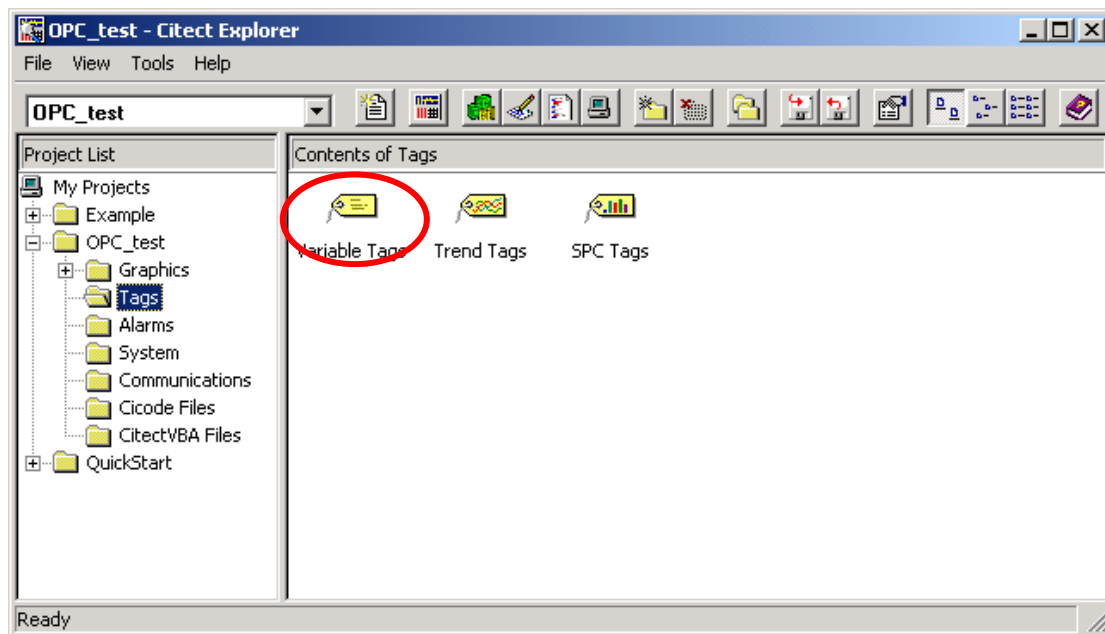 OPC_test - Citect Explorer
File View Tools Help
OPC_test
Project List
Contents of Tags
My Projects
Example
OPC_test
Graphics
Tags
Alarms
System
Communications
Cicode Files
CitectVBA Files
QuickStart
Variable Tags Trend Tags SPC Tags
Ready